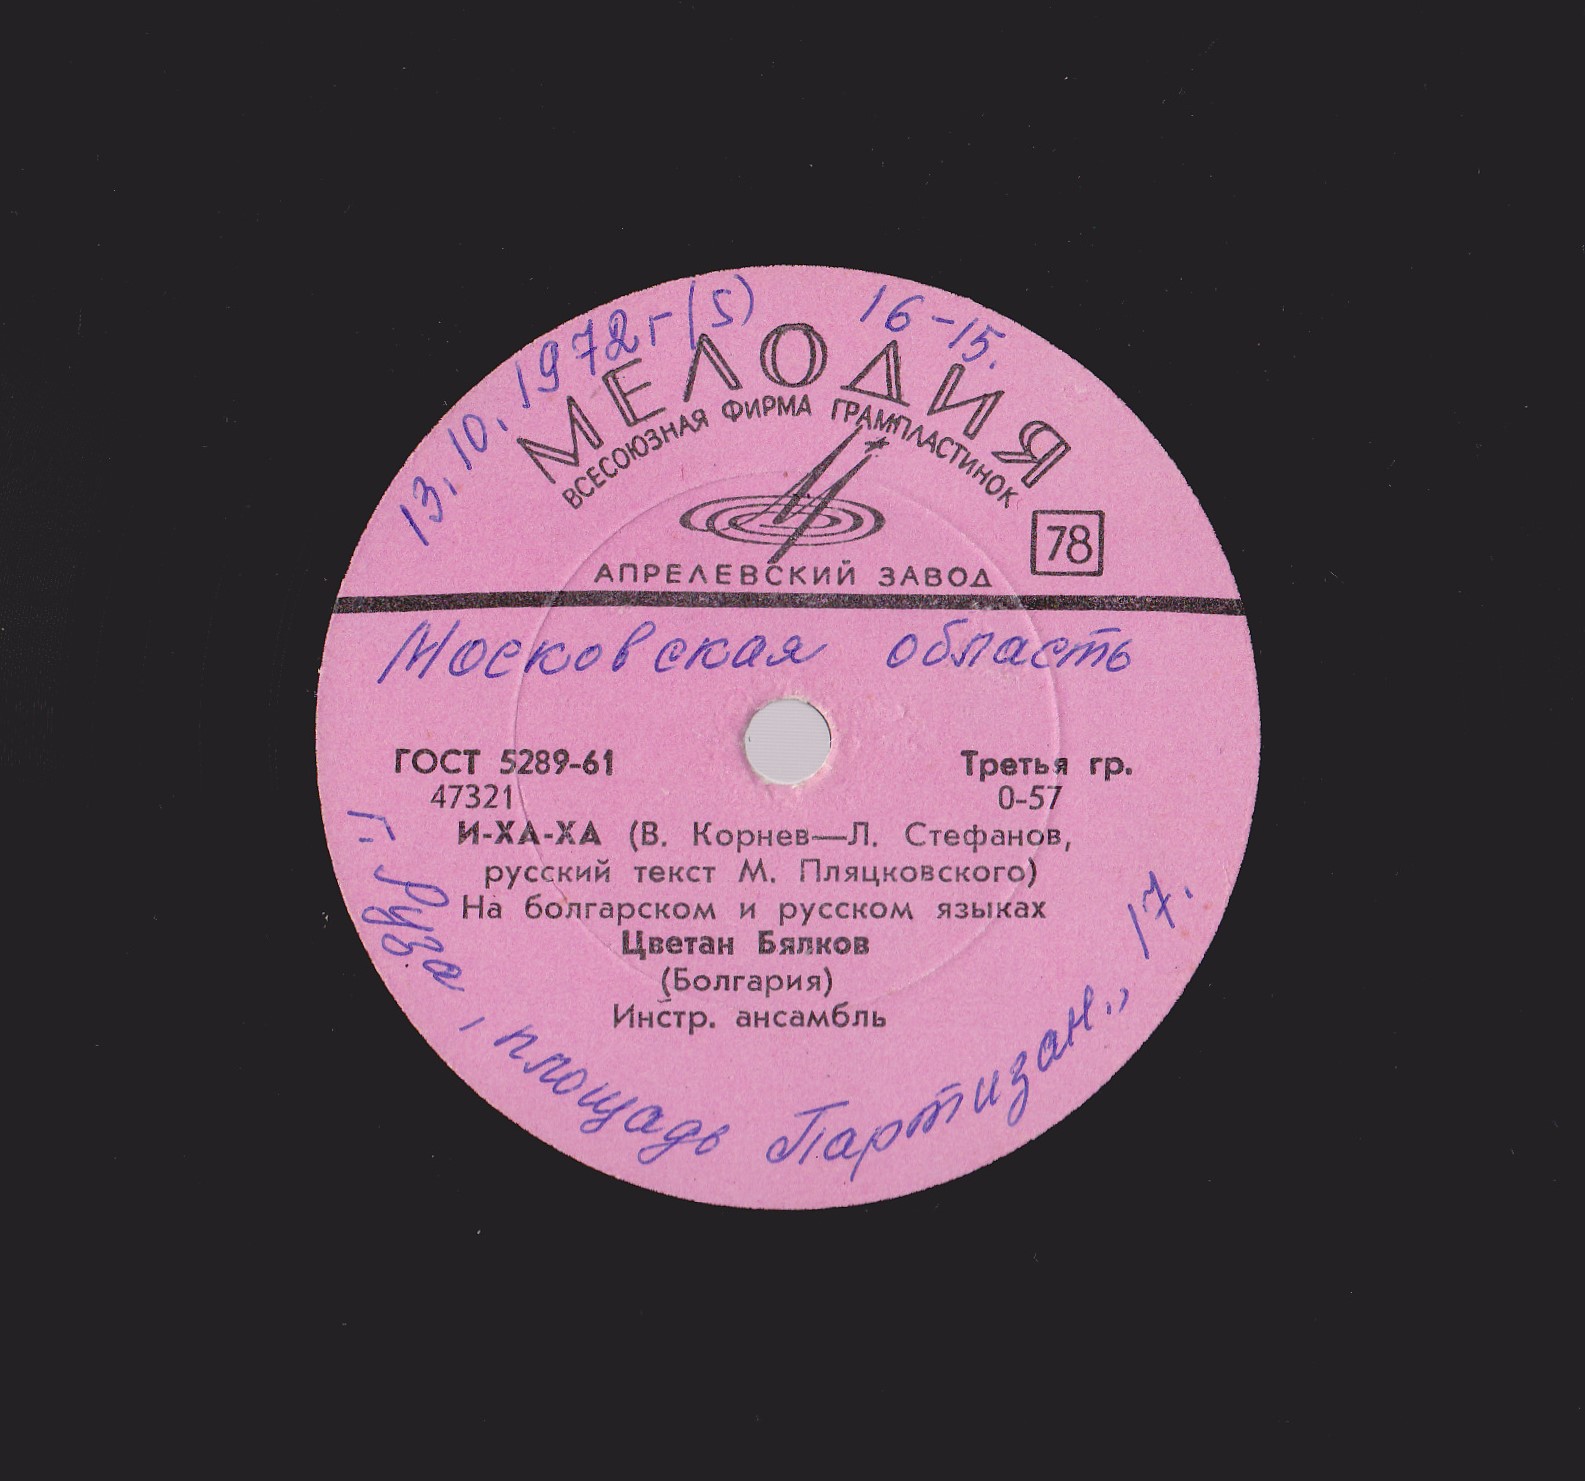 13.10.1972г (5) 16-15.
МЕЛОДИЯ
ВСЕСОЮЗНАЯ ФИРМА ГРАМПЛАСТИНОК
78
АПРЕЛЕВСКИЙ ЗАВОД
Московская область
ГОСТ 5289-61 Третья гр.
47321 0-57
И-ХА-ХА (В. Корнев—Л. Стефанов,
русский текст М. Пляцковского)
На болгарском и русском языках
Цветан Бялков
(Болгария)
Инстр. ансамбль
г. Руза, площадь Партизан., 17.